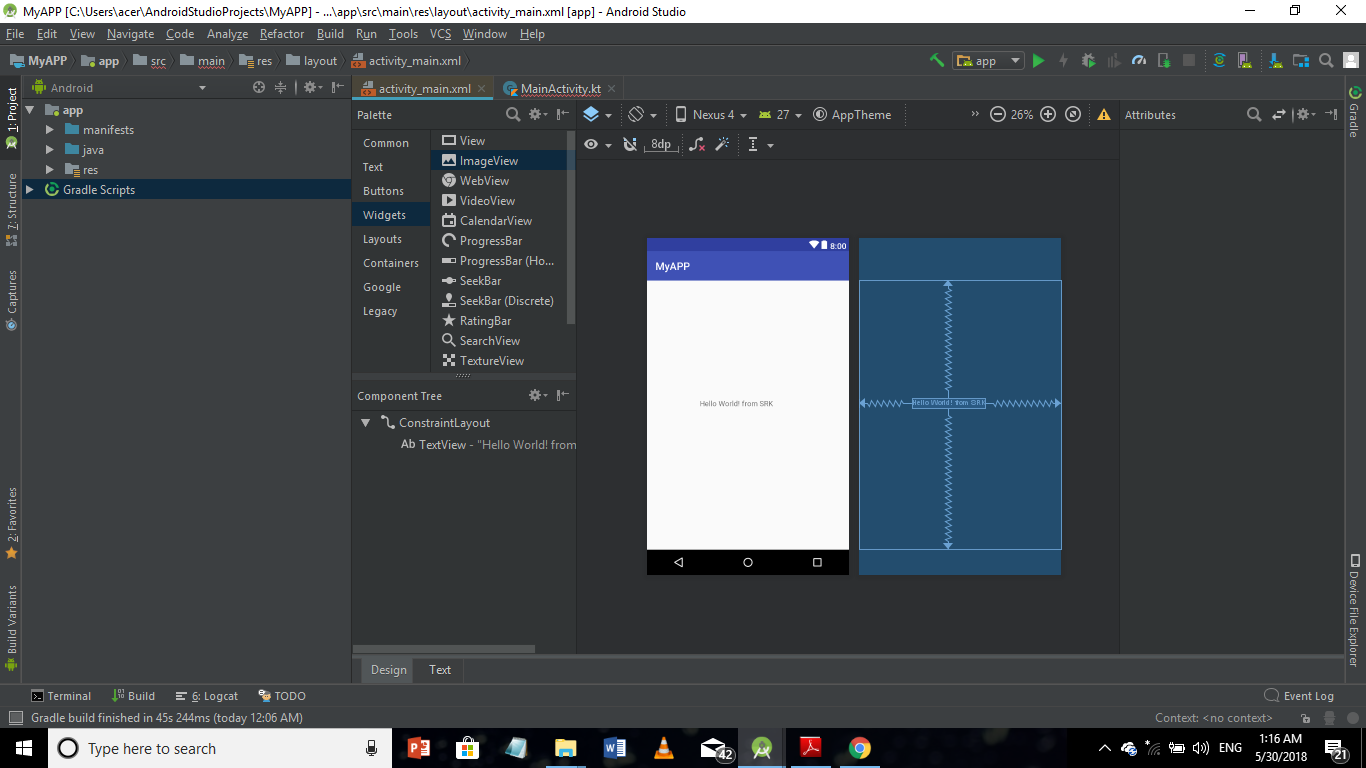 MyAPP [C:\Users\acer\AndroidStudioProjects\MyAPP] - ...\app\src\main\res\layout\activity_main.xml [app] - Android Studio
File Edit View Navigate Code Analyze Refactor Build Run Tools VCS Window Help
MyAPP app src main res layout activity_main.xml app
1: Project
7: Structure
Captures
2: Favorites
Build Variants
Android
app
manifests
java
res
Gradle Scripts
activity_main.xml MainActivity.kt
Palette
Common
Text
Buttons
Widgets
Layouts
Containers
Google
Legacy
View
ImageView
WebView
VideoView
CalendarView
ProgressBar
ProgressBar (Ho...
SeekBar
SeekBar (Discrete)
RatingBar
SearchView
TextureView
Component Tree
ConstraintLayout
Ab TextView - "Hello World! from
Nexus 4 27 AppTheme » 26%
8dp
8:00
MyAPP
Hello World! from SRK
Hello World! from SRK
Attributes
Gradle
Device File Explorer
Design Text
Terminal Build 6: Logcat TODO Event Log
Gradle build finished in 45s 244ms (today 12:06 AM) Context: <no context>
Type here to search
42
ENG
1:16 AM
5/30/2018
21